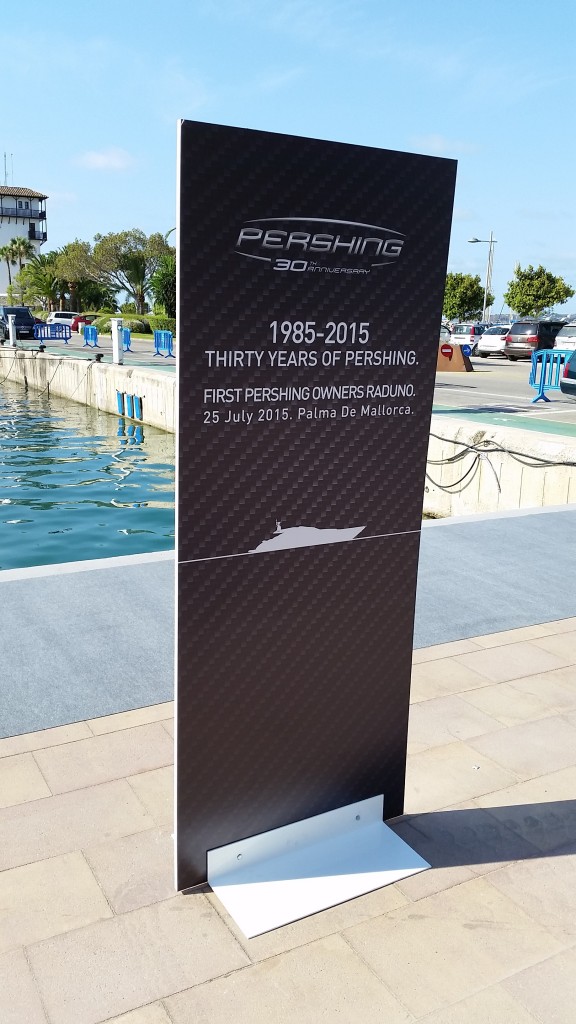 PERSHING
30TH ANNIVERSARY
1985-2015
THIRTY YEARS OF PERSHING.
FIRST PERSHING OWNERS RADUNO.
25 July 2015. Palma De Mallorca.